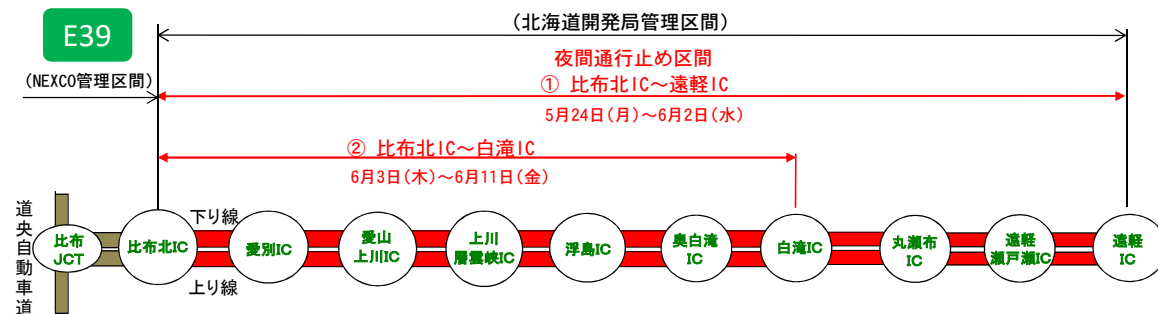 E39
(北海道開発局管理区間)
(NEXCO管理区間)
夜間通行止め区間
① 比布北IC~遠軽IC
5月24日(月)~6月2日(水)
② 比布北IC~白滝IC
6月3日(木)~6月11日(金)
道央自動車道
下り線
上り線
比布
JCT
比布北IC
愛別IC
愛山
上川IC
上川
層雲峡IC
浮島IC
奥白滝
IC
白滝IC
丸瀬布
IC
遠軽
瀬戸瀬IC
遠軽
IC